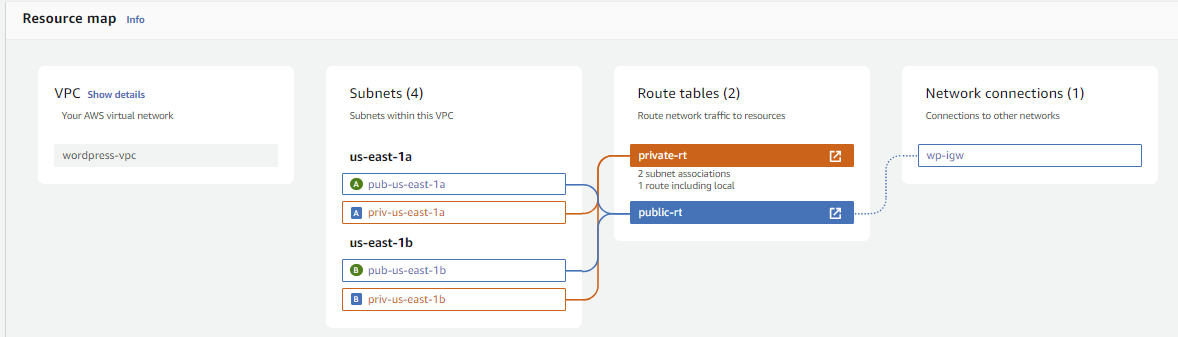 Resource map Info
VPC Show details
Your AWS virtual network
wordpress-vpc
Subnets (4)
Subnets within this VPC
us-east-1a
A pub-us-east-1a
A priv-us-east-1a
us-east-1b
B pub-us-east-1b
B priv-us-east-1b
Route tables (2)
Route network traffic to resources
private-rt
2 subnet associations
1 route including local
public-rt
Network connections (1)
Connections to other networks
wp-igw